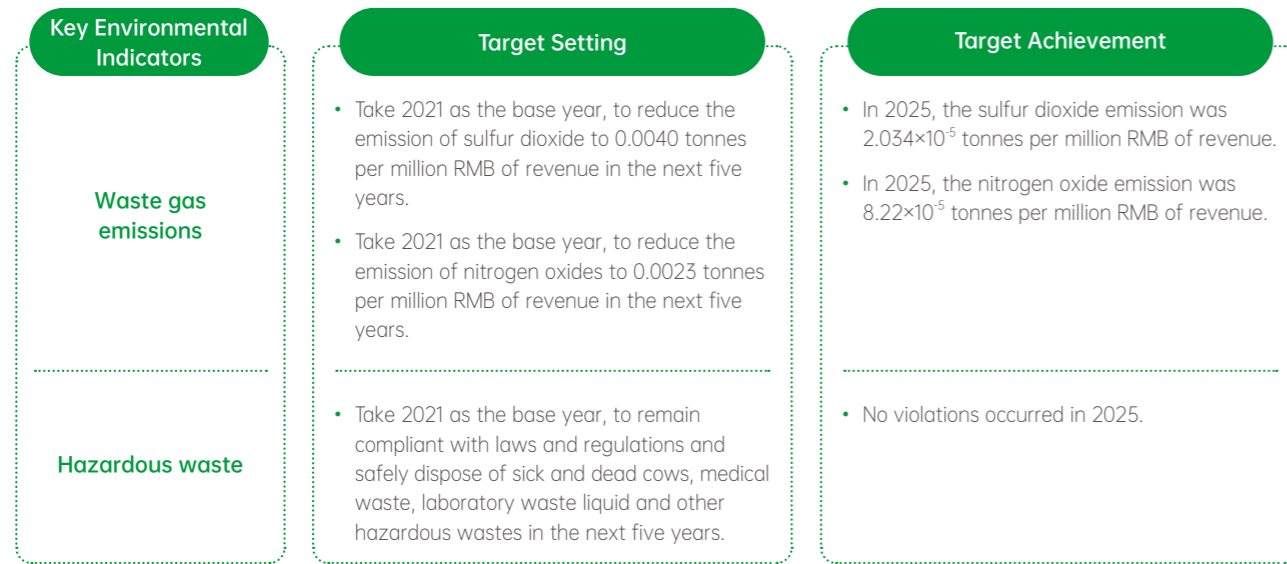 Key Environmental
Indicators
Target Setting
Target Achievement
Waste gas
emissions
• Take 2021 as the base year, to reduce the
emission of sulfur dioxide to 0.0040 tonnes
per million RMB of revenue in the next five
years.
• Take 2021 as the base year, to reduce the
emission of nitrogen oxides to 0.0023 tonnes
per million RMB of revenue in the next five
years.
• In 2025, the sulfur dioxide emission was
2.034×10⁻⁵ tonnes per million RMB of revenue.
• In 2025, the nitrogen oxide emission was
8.22×10⁻⁵ tonnes per million RMB of revenue.
Hazardous waste
• Take 2021 as the base year, to remain
compliant with laws and regulations and
safely dispose of sick and dead cows, medical
waste, laboratory waste liquid and other
hazardous wastes in the next five years.
• No violations occurred in 2025.